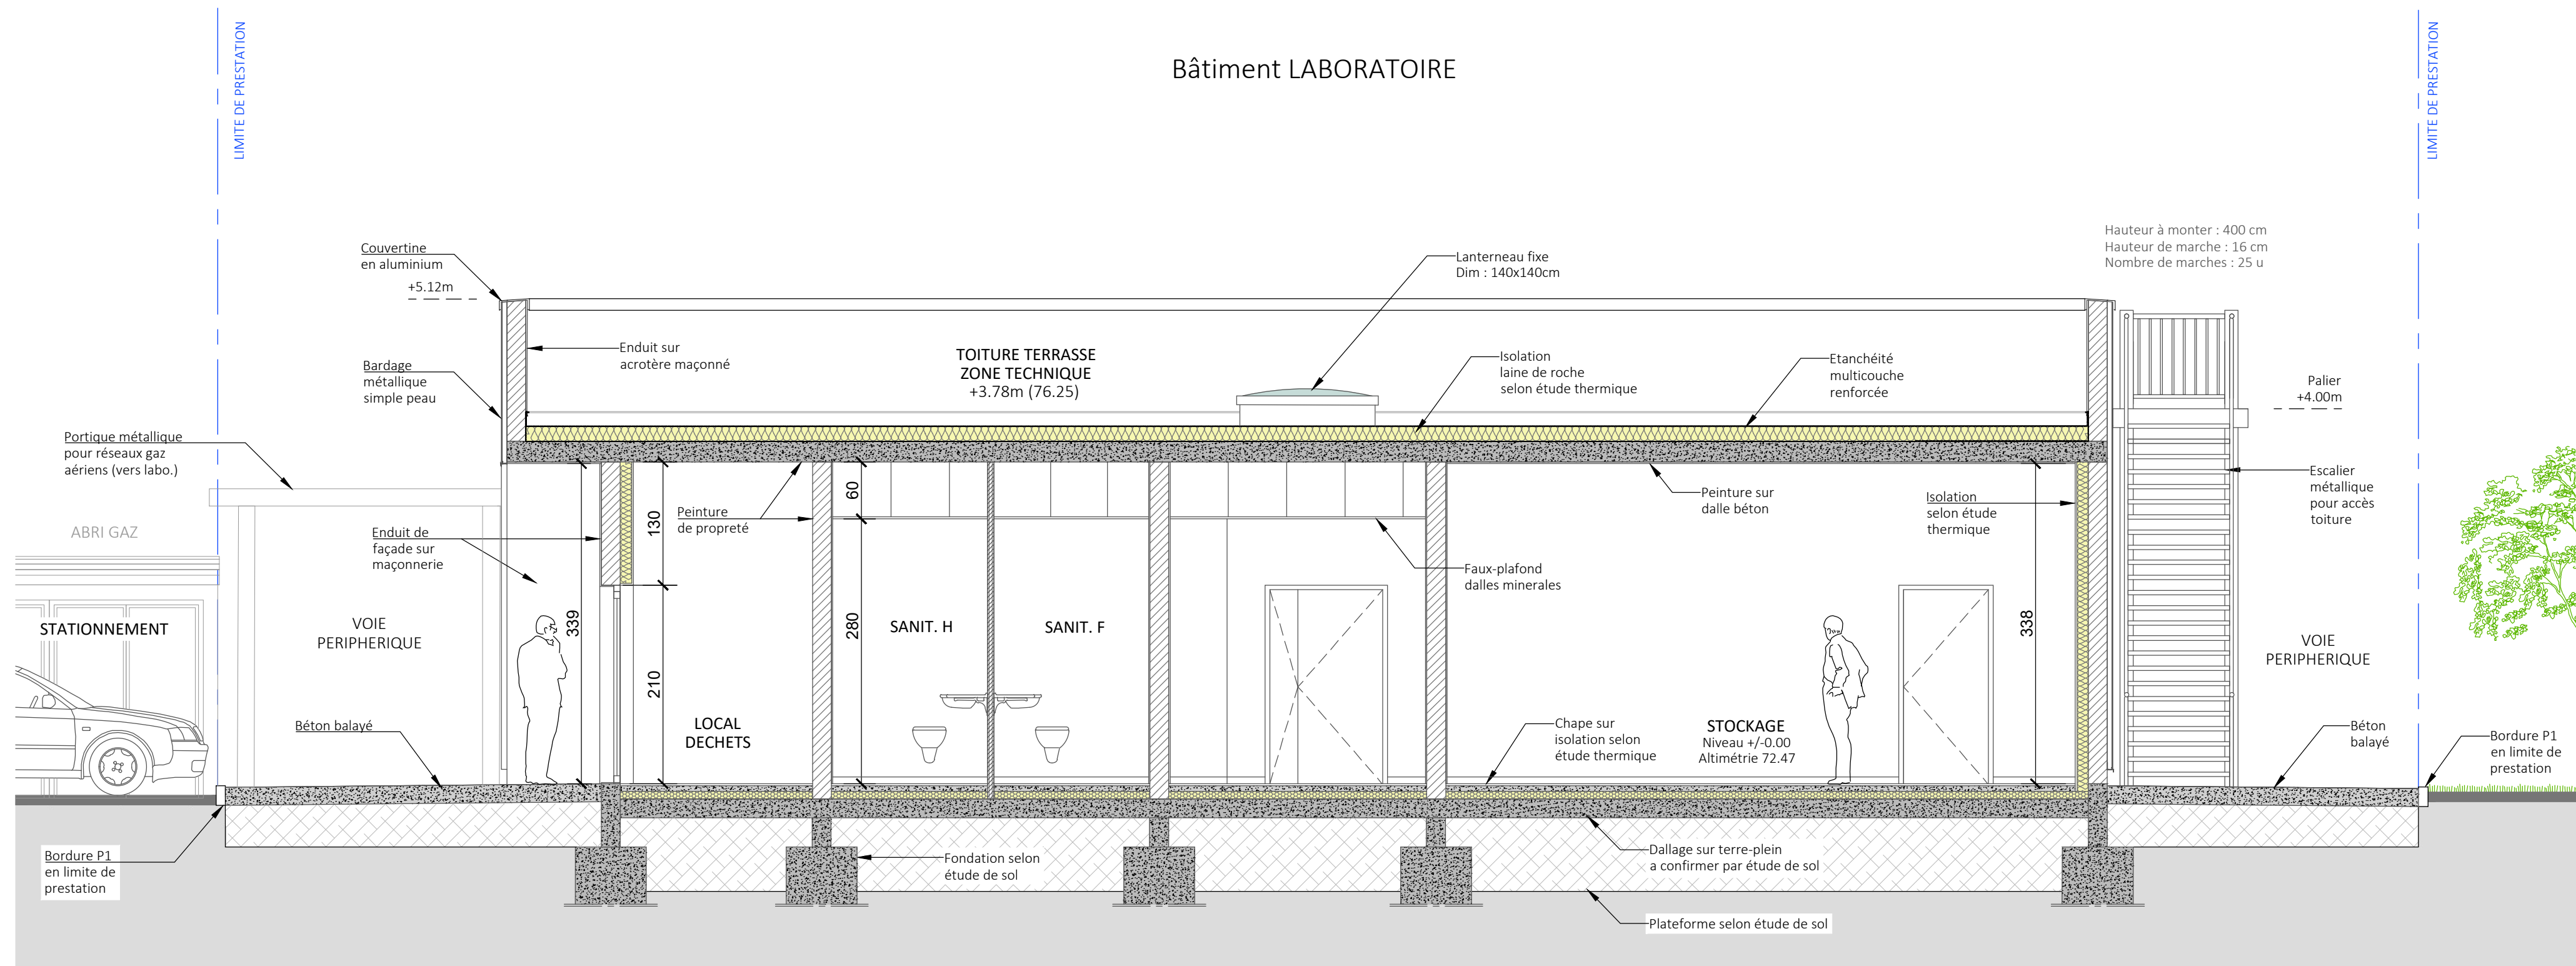 Bâtiment LABORATOIRE
LIMITE DE PRESTATION
LIMITE DE PRESTATION
Hauteur à monter : 400 cm
Hauteur de marche : 16 cm
Nombre de marches : 25 u
Couvertine
en aluminium
+5.12m
Lanterneau fixe
Dim : 140x140cm
Enduit sur
acrotère maçonné
TOITURE TERRASSE
ZONE TECHNIQUE
+3.78m (76.25)
Isolation
laine de roche
selon étude thermique
Etanchéité
multicouche
renforcée
Bardage
métallique
simple peau
Palier
+4.00m
Portique métallique
pour réseaux gaz
aériens (vers labo.)
ABRI GAZ
Enduit de
façade sur
maçonnerie
Peinture
de propreté
130
60
Peinture sur
dalle béton
Isolation
selon étude
thermique
Escalier
métallique
pour accès
toiture
Faux-plafond
dalles minerales
STATIONNEMENT
VOIE
PERIPHERIQUE
339
210
280
SANIT. H
SANIT. F
338
VOIE
PERIPHERIQUE
Béton balayé
LOCAL
DECHETS
Chape sur
isolation selon
étude thermique
STOCKAGE
Niveau +/-0.00
Altimétrie 72.47
Béton
balayé
Bordure P1
en limite de
prestation
Bordure P1
en limite de
prestation
Fondation selon
étude de sol
Dallage sur terre-plein
a confirmer par étude de sol
Plateforme selon étude de sol